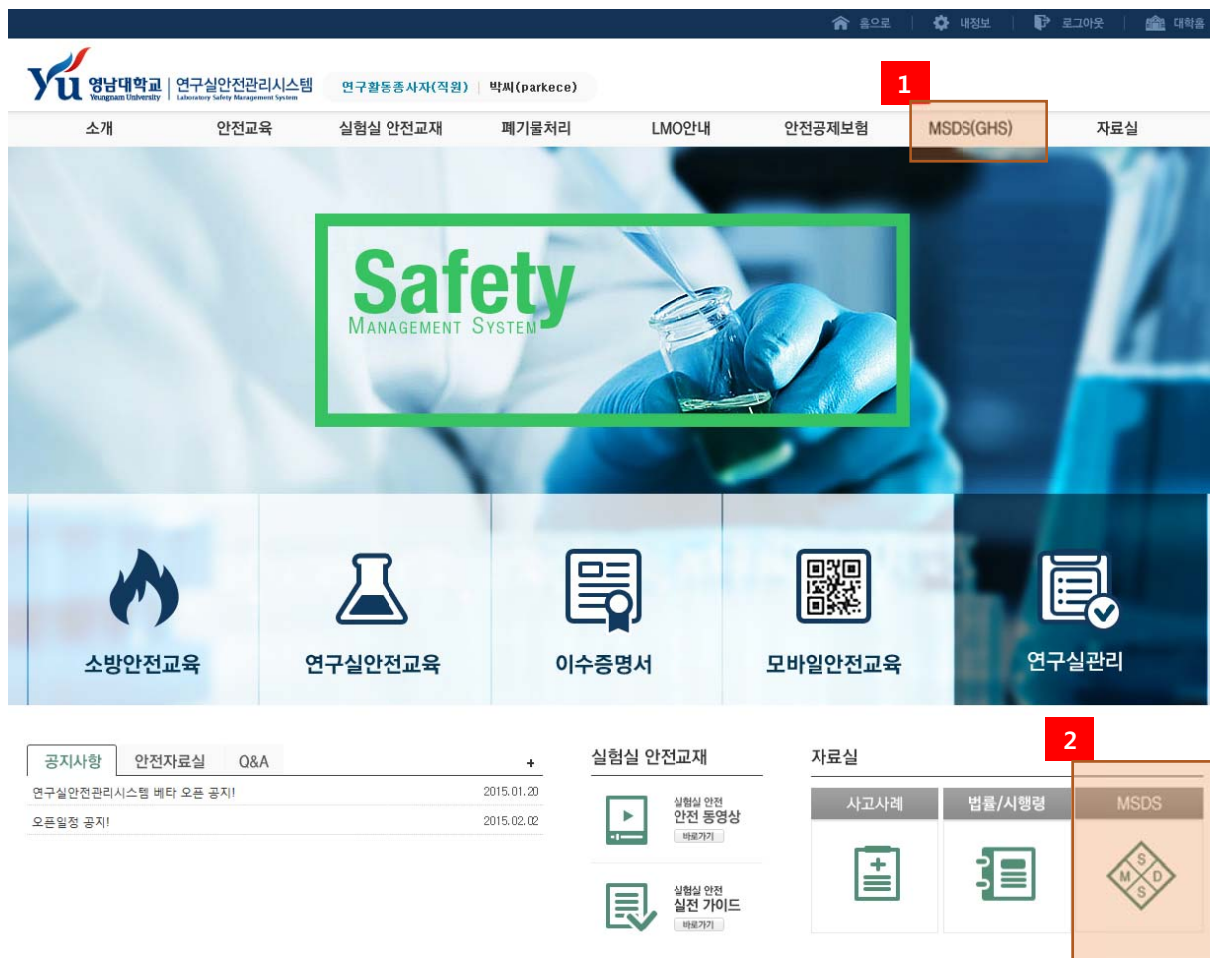 홈으로 내정보 로그아웃 대학홈
Yu 영남대학교 연구실안전관리시스템 연구활동종사자(직원) 박씨(parkece) 1
Yeungnam University Laboratory Safety Management System
소개 안전교육 실험실 안전교재 폐기물처리 LMO안내 안전공제보험 MSDS(GHS) 자료실
Safety
MANAGEMENT SYSTEM
소방안전교육 연구실안전교육 이수증명서 모바일안전교육 연구실관리
2
공지사항 안전자료실 Q&A +
연구실안전관리시스템 베타 오픈 공지! 2015.01.20
오픈일정 공지! 2015.02.02
실험실 안전교재
실험실 안전
안전 동영상
바로가기
실험실 안전
실전 가이드
바로가기
자료실
사고사례 법률/시행령 MSDS
S
M D
S